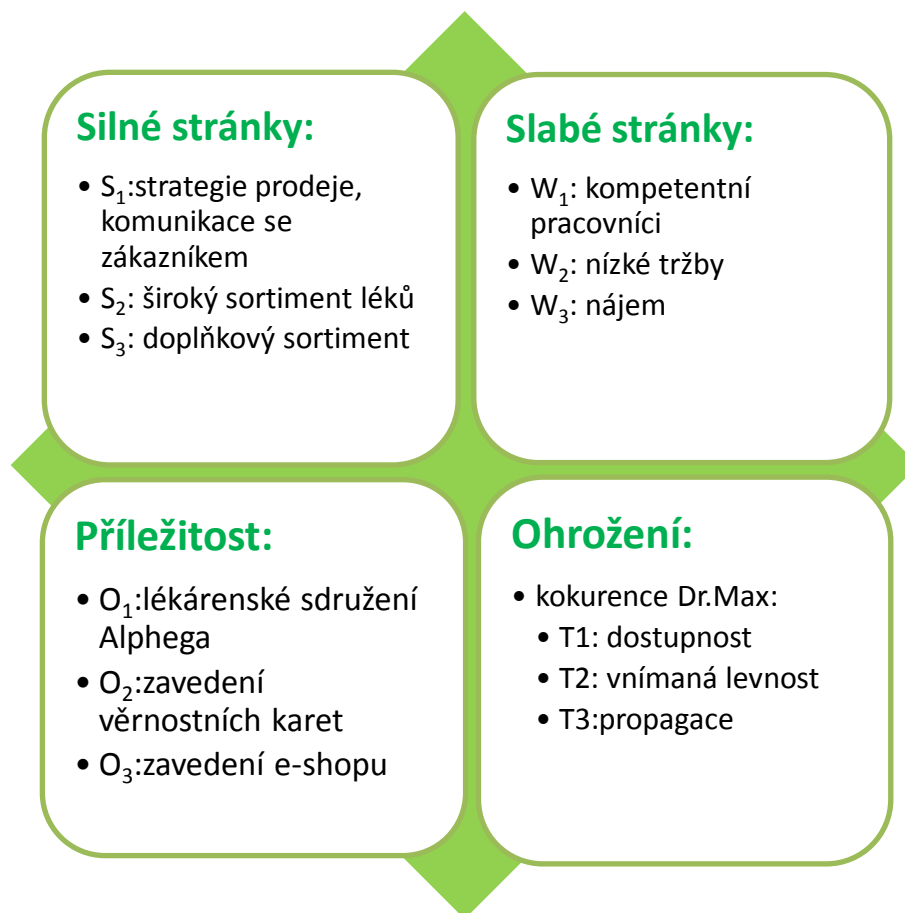 Silné stránky:
• S₁:strategie prodeje,
komunikace se
zákazníkem
• S₂: široký sortiment léků
• S₃: doplňkový sortiment
Slabé stránky:
• W₁: kompetentní
pracovníci
• W₂: nízké tržby
• W₃: nájem
Příležitost:
• O₁:lékárenské sdružení
Alphega
• O₂:zavedení
věrnostních karet
• O₃:zavedení e-shopu
Ohrožení:
• kokurence Dr.Max:
• T1: dostupnost
• T2: vnímaná levnost
• T3:propagace